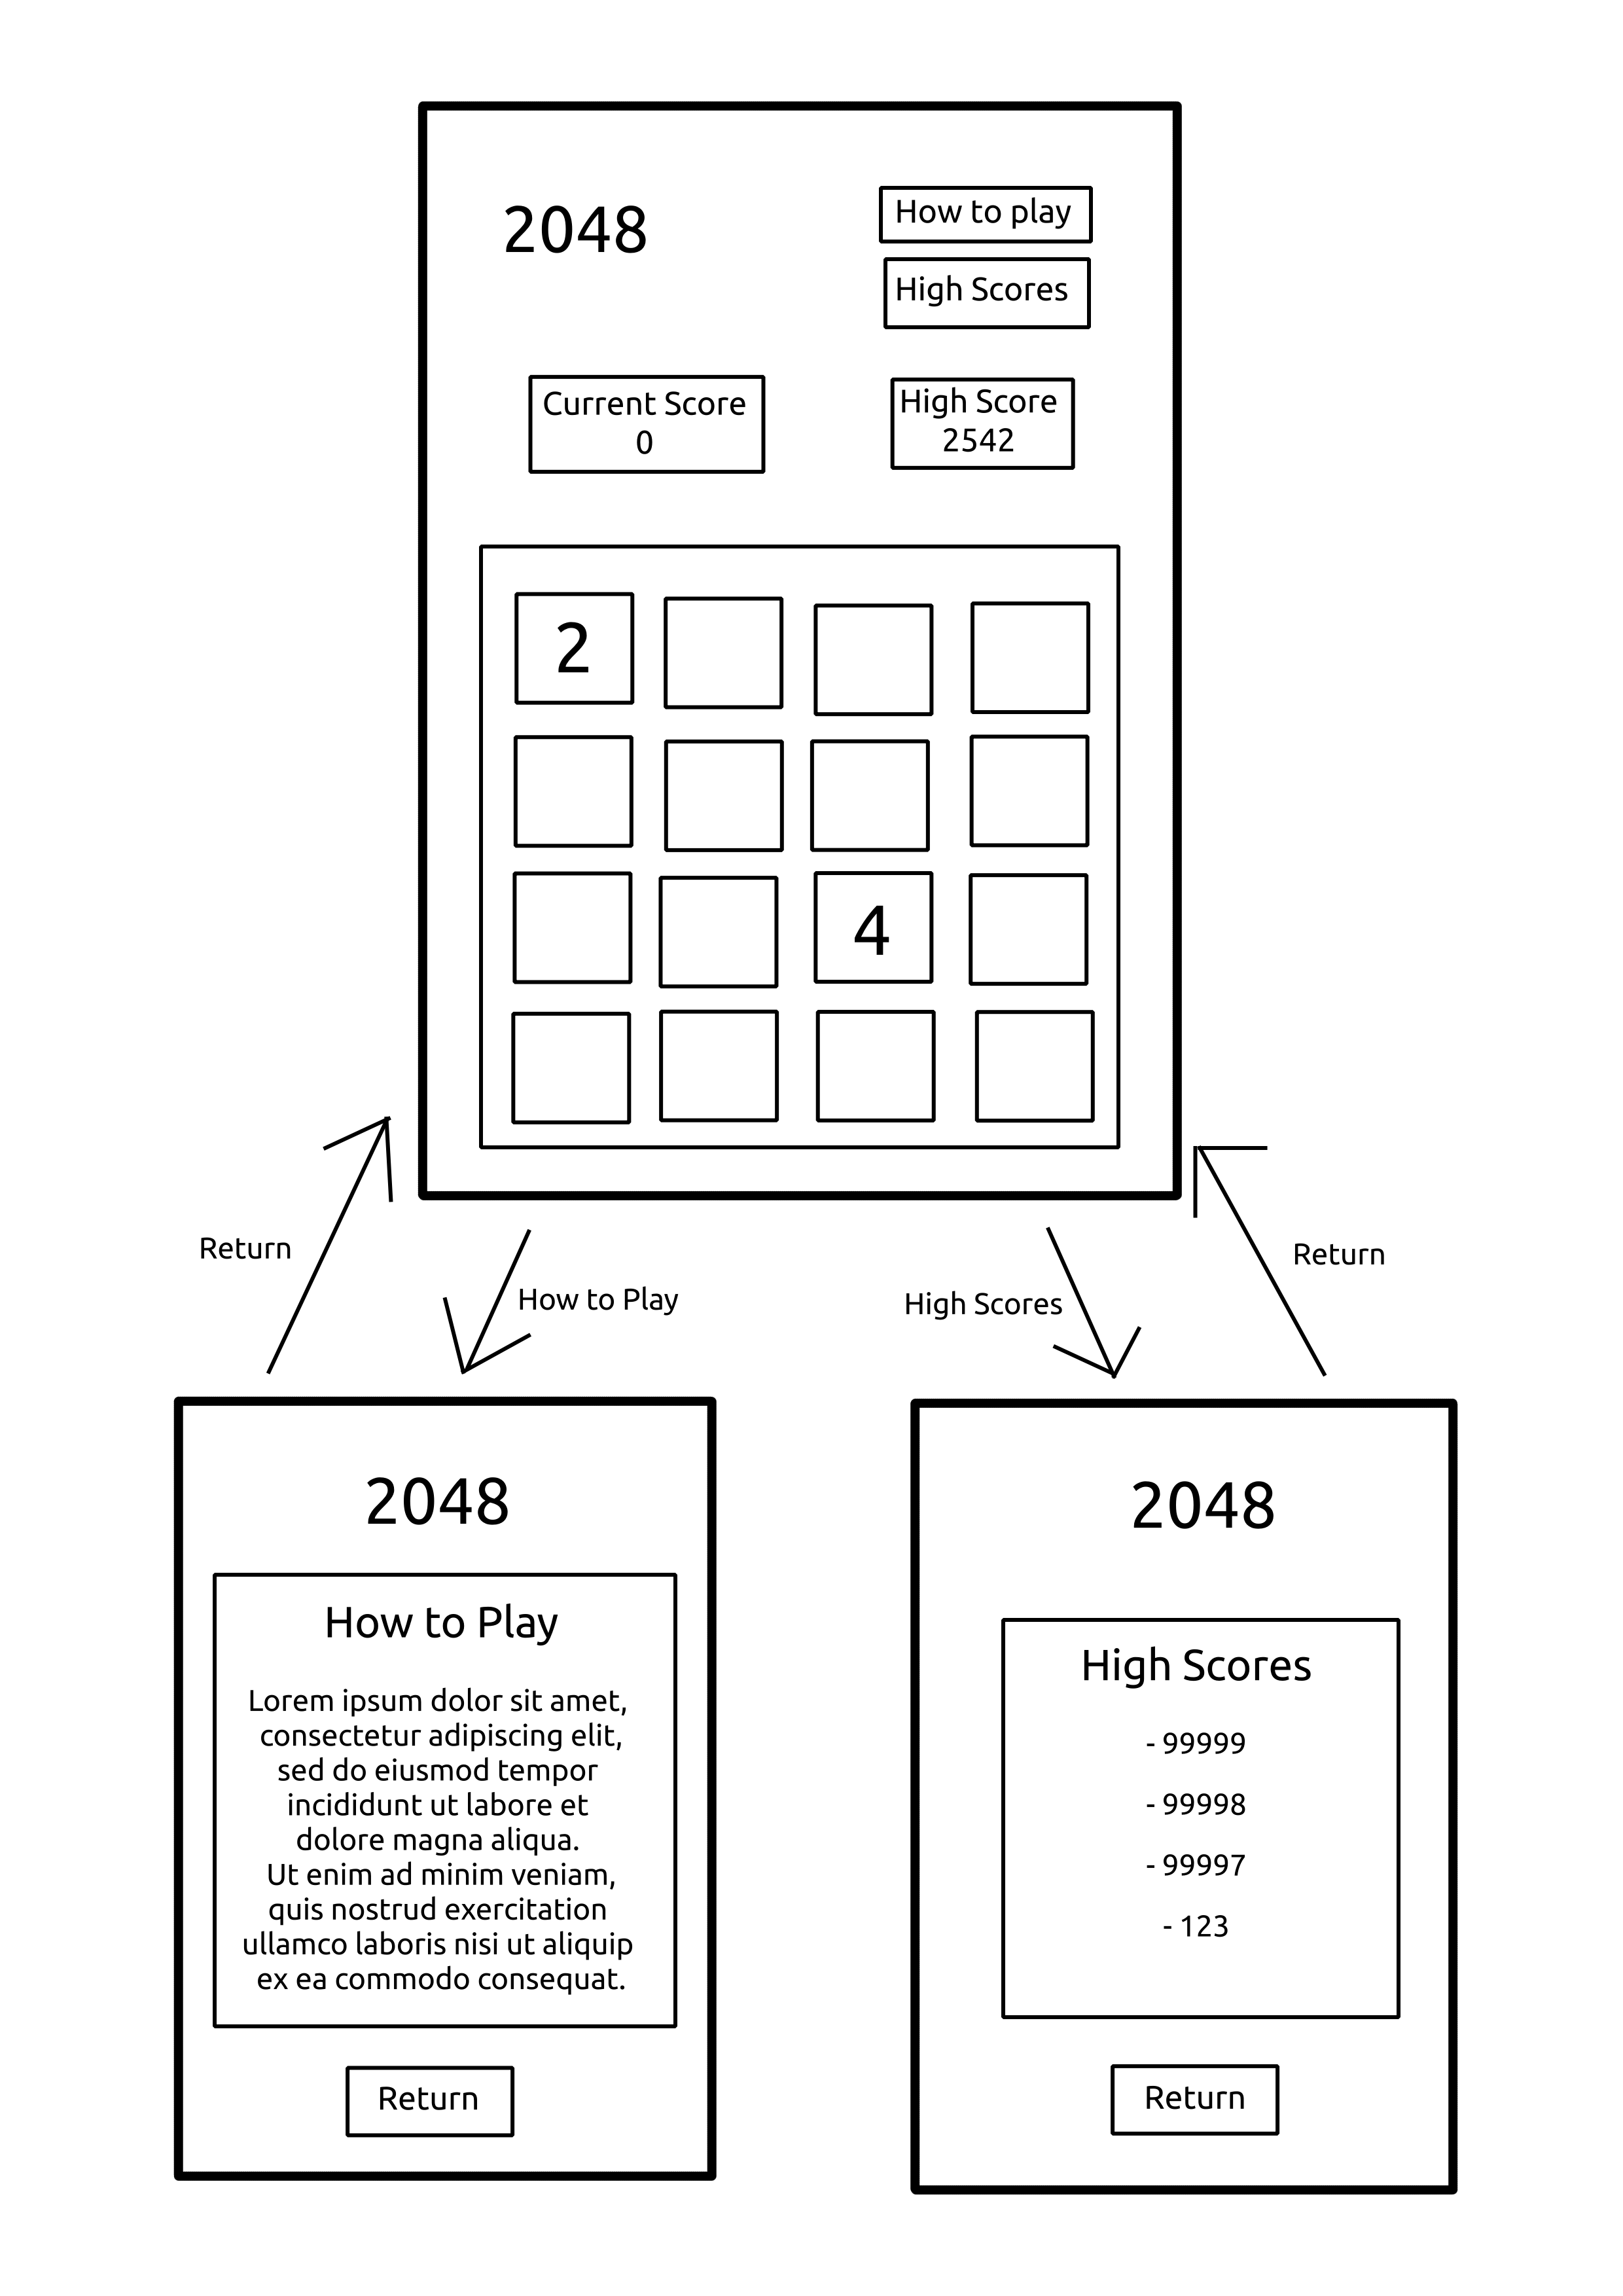 2048
How to play
High Scores
Current Score
0
High Score
2542
2
4
Return
How to Play
High Scores
Return
2048
How to Play
Lorem ipsum dolor sit amet,
consectetur adipiscing elit,
sed do eiusmod tempor
incididunt ut labore et
dolore magna aliqua.
Ut enim ad minim veniam,
quis nostrud exercitation
ullamco laboris nisi ut aliquip
ex ea commodo consequat.
Return
2048
High Scores
- 99999
- 99998
- 99997
- 123
Return